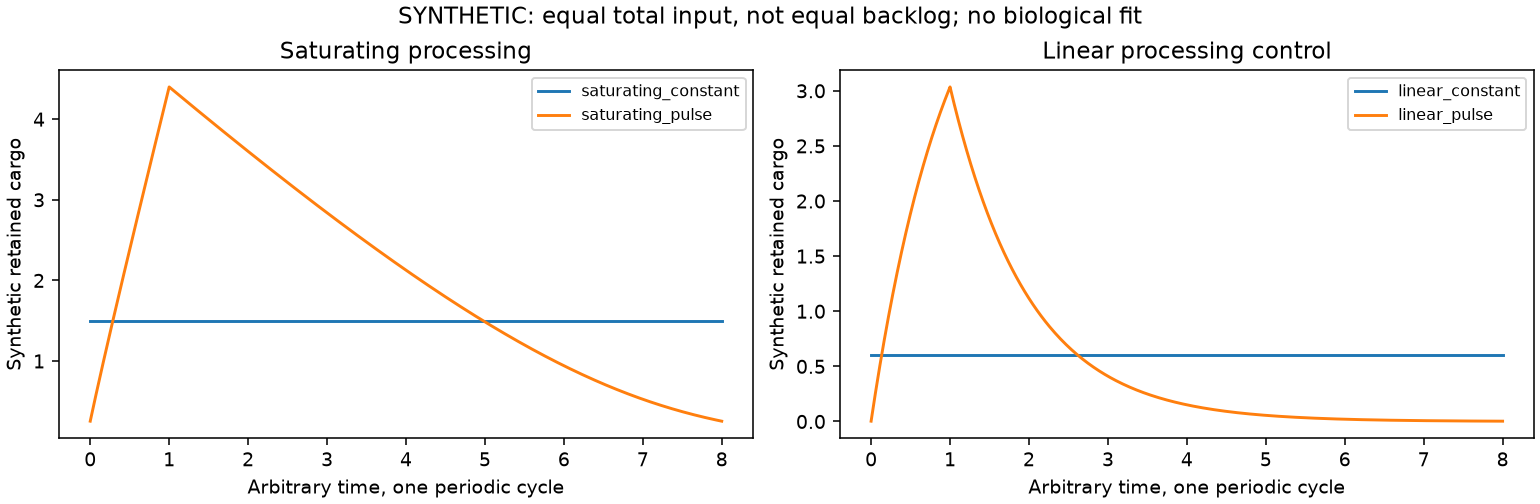 SYNTHETIC: equal total input, not equal backlog; no biological fit
Saturating processing
saturating_constant
saturating_pulse
Synthetic retained cargo
4
3
2
1
0 1 2 3 4 5 6 7 8
Arbitrary time, one periodic cycle
Linear processing control
linear_constant
linear_pulse
Synthetic retained cargo
3.0
2.5
2.0
1.5
1.0
0.5
0.0
0 1 2 3 4 5 6 7 8
Arbitrary time, one periodic cycle